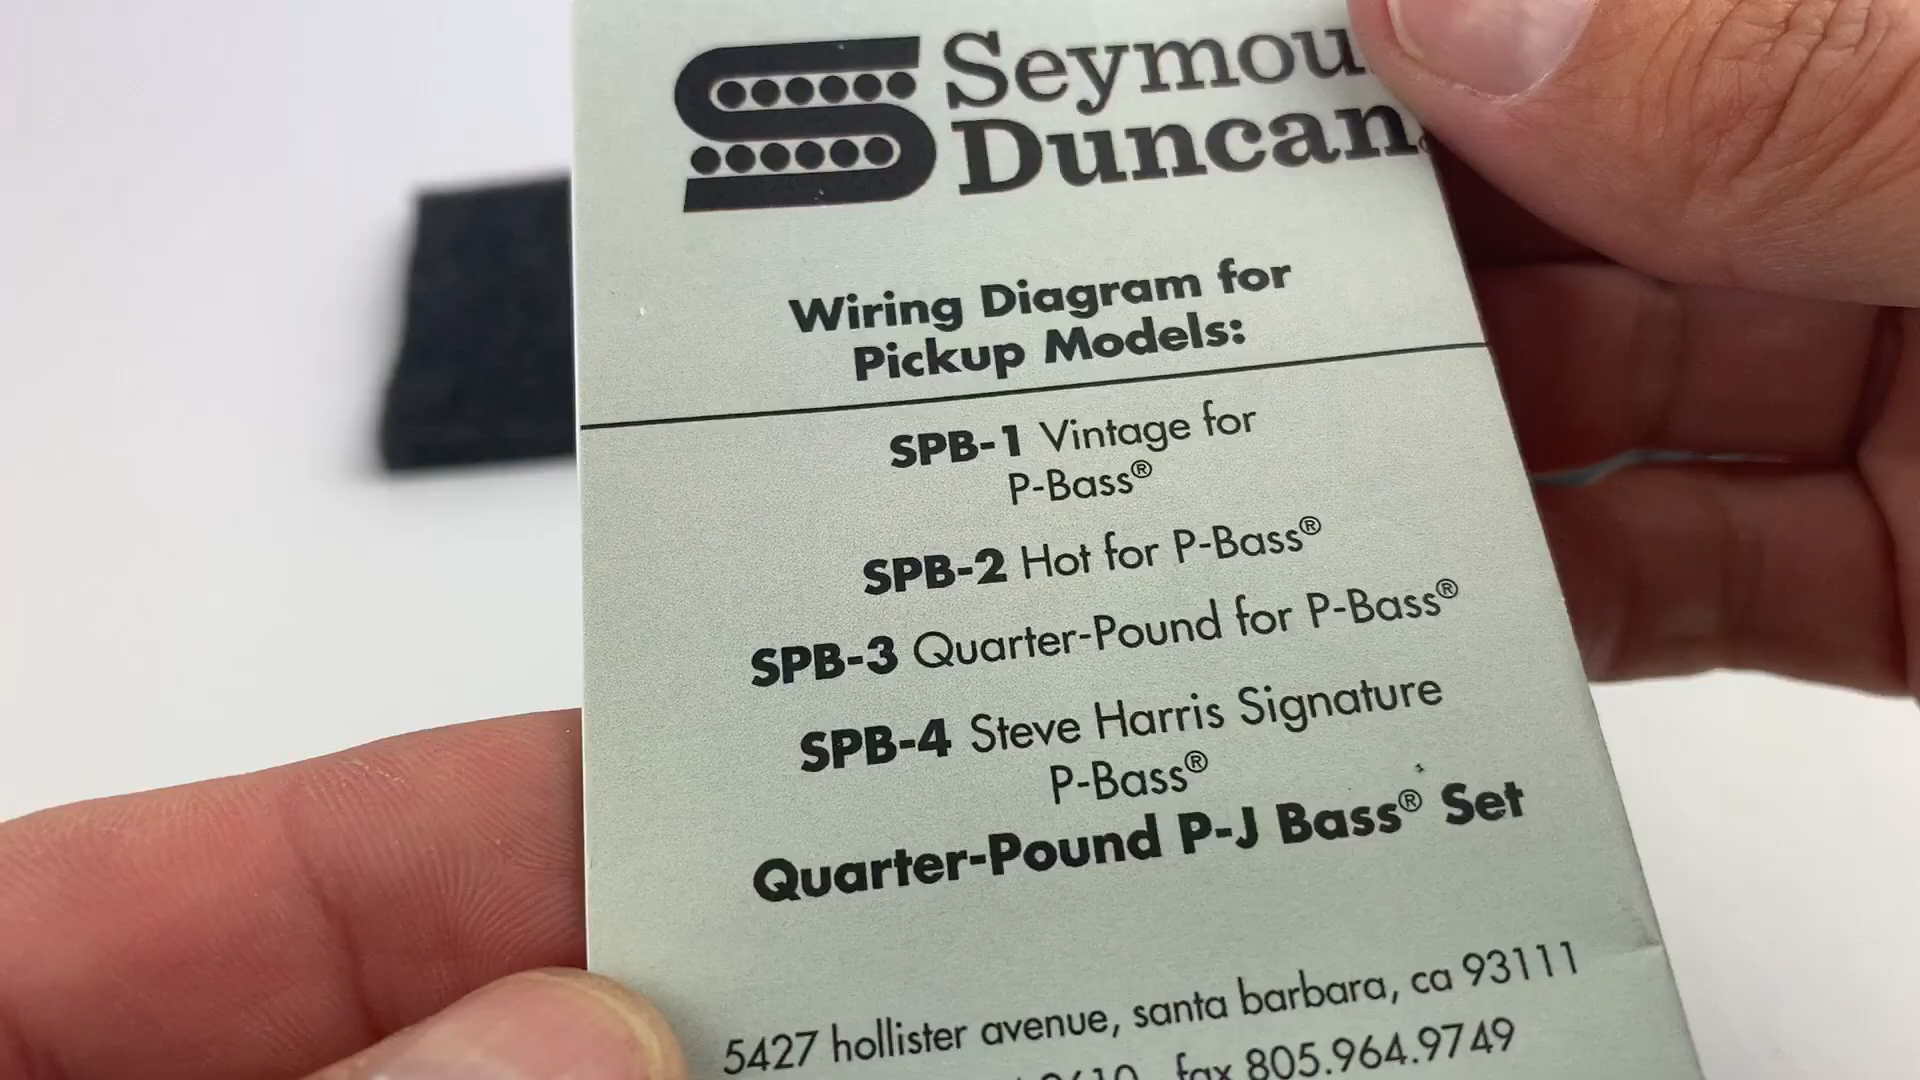 Duncan
Wiring Diagram for
Pickup Models:
SPB-1 Vintage for
P-Bass®
SPB-2 Hot for P-Bass®
SPB-3 Quarter-Pound for P-Bass®
SPB-4 Steve Harris Signature
P-Bass®
Quarter-Pound P-J Bass® Set
5427 hollister avenue, santa barbara, ca 93111
fax 805.964.9749